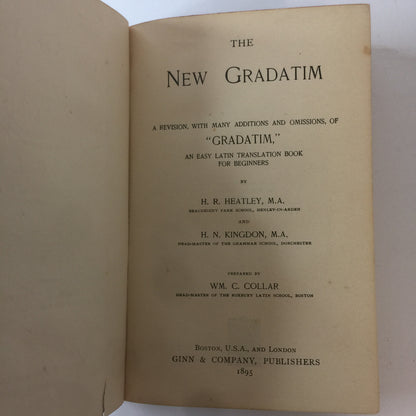 THE
NEW GRADATIM
A REVISION, WITH MANY ADDITIONS AND OMISSIONS, OF
"GRADATIM,"
AN EASY LATIN TRANSLATION BOOK
FOR BEGINNERS
BY
H. R. HEATLEY, M.A.
BEAUDESERT PARK SCHOOL, HENLEY-IN-ARDEN
AND
H. N. KINGDON, M.A.
HEAD-MASTER OF THE GRAMMAR SCHOOL, DORCHESTER
PREPARED BY
WM. C. COLLAR
HEAD-MASTER OF THE ROXBURY LATIN SCHOOL, BOSTON
BOSTON, U.S.A., AND LONDON
GINN & COMPANY, PUBLISHERS
1895